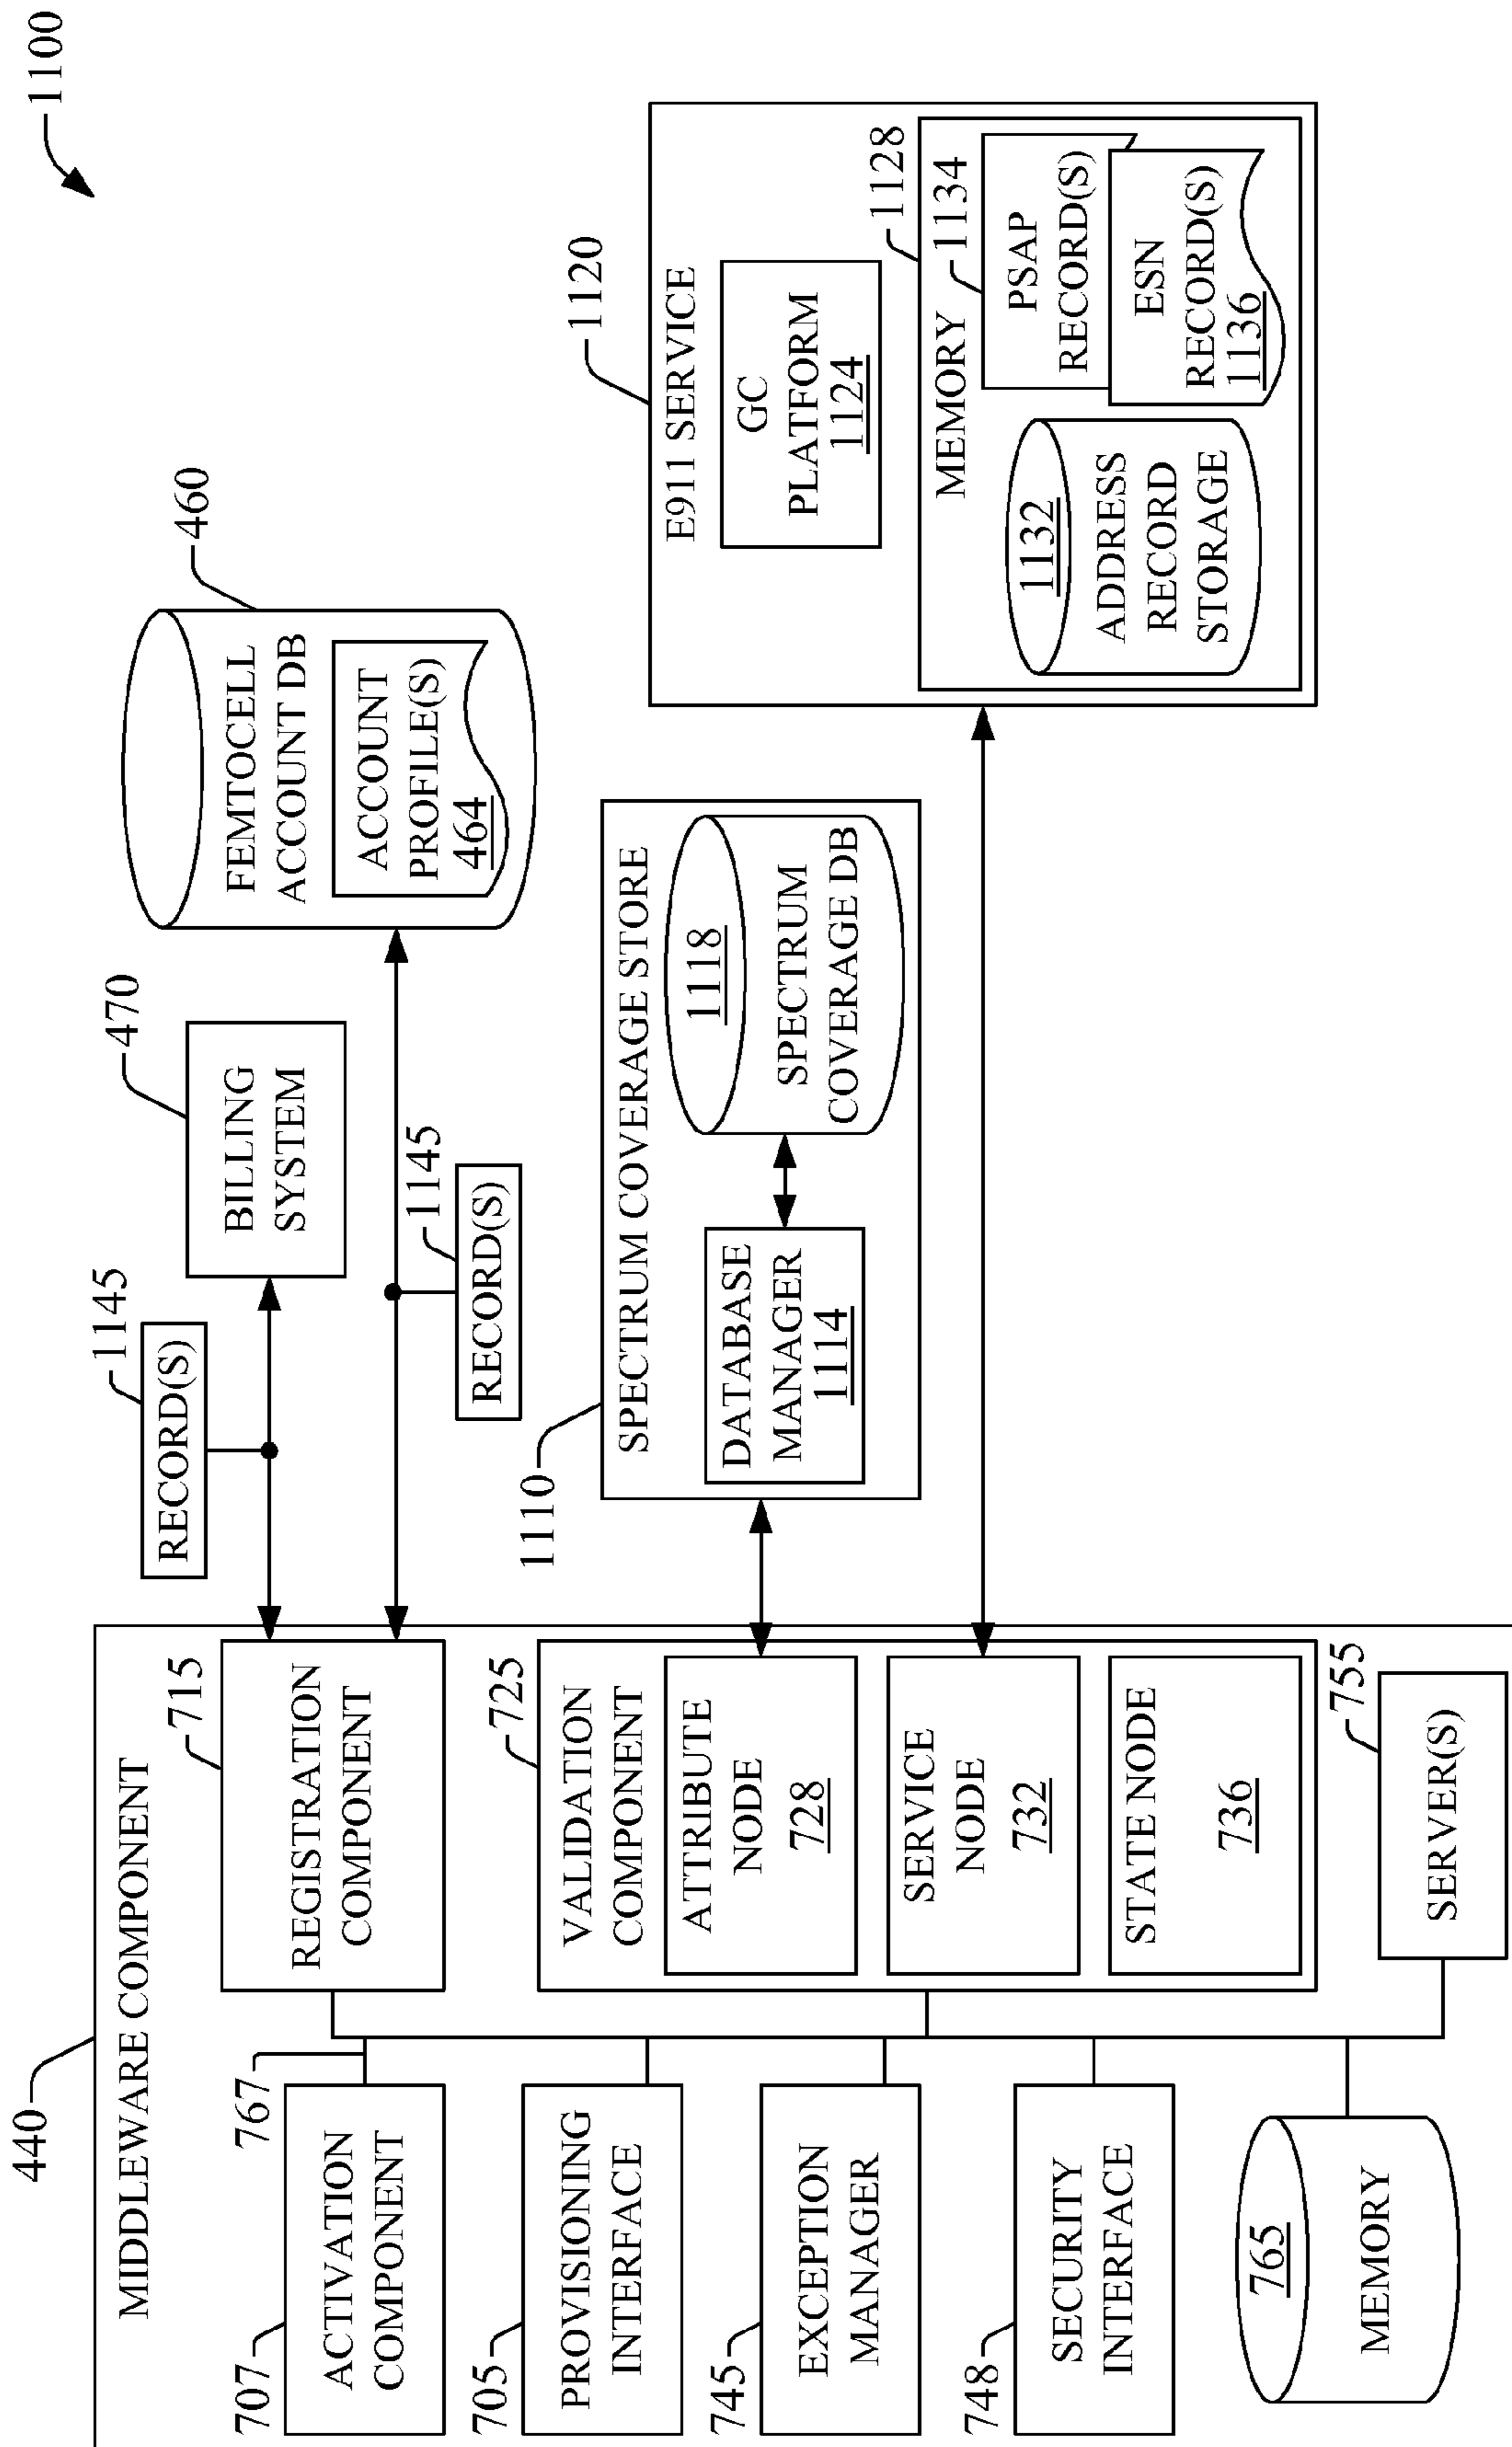 1100
440
MIDDLEWARE COMPONENT
707
ACTIVATION
COMPONENT
767
705
PROVISIONING
INTERFACE
745
EXCEPTION
MANAGER
748
SECURITY
INTERFACE
765
MEMORY
715
REGISTRATION
COMPONENT
725
VALIDATION
COMPONENT
ATTRIBUTE
NODE
728
SERVICE
NODE
732
STATE NODE
736
755
SERVER(S)
1145
RECORD(S)
470
BILLING
SYSTEM
1145
RECORD(S)
460
FEMTOCELL
ACCOUNT DB
ACCOUNT
PROFILE(S)
464
1110
SPECTRUM COVERAGE STORE
DATABASE
MANAGER
1114
1118
SPECTRUM
COVERAGE DB
1120
E911 SERVICE
GC
PLATFORM
1124
1128
MEMORY
1132
ADDRESS
RECORD
STORAGE
1134
PSAP
RECORD(S)
ESN
RECORD(S)
1136